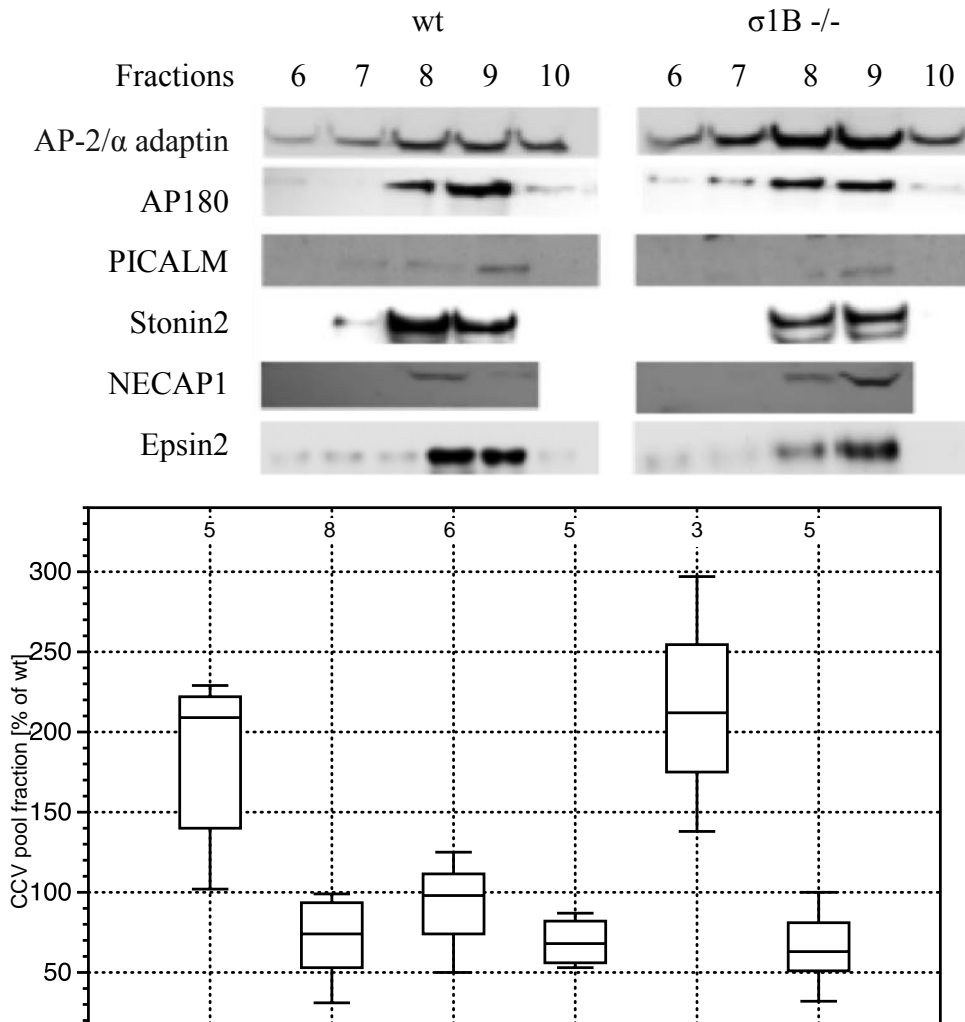 wt σ1B -/-
Fractions 6 7 8 9 10 6 7 8 9 10
AP-2/α adaptin
AP180
PICALM
Stonin2
NECAP1
Epsin2
5 8 6 5 3 5
300
250
200
150
100
50
CCV pool fraction [% of wt]